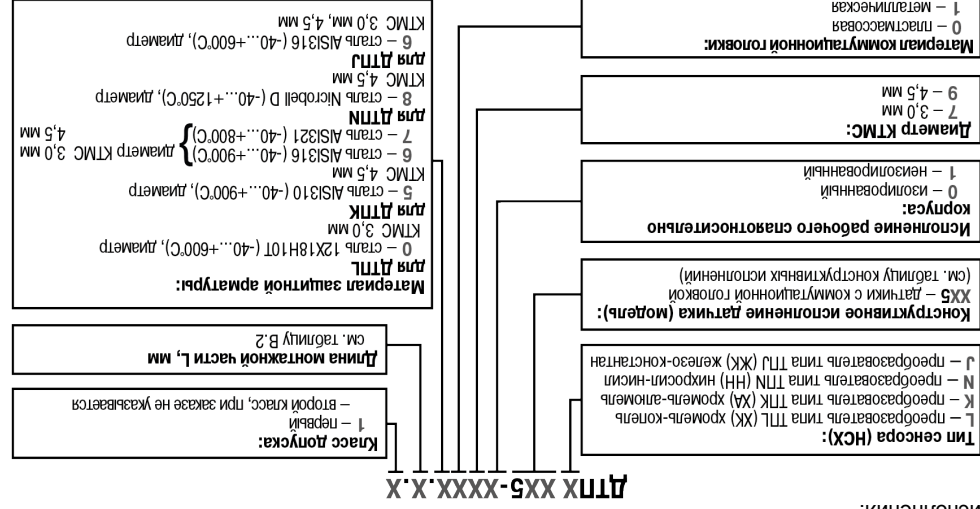 исполнения:
ДТПХ ХХ5-ХХХХ.Х.Х
Тип сенсора (НСХ):
L – преобразователь типа ТПL (ХК) хромель-копель
K – преобразователь типа ТПК (ХА) хромель-алюмель
N – преобразователь типа ТПN (НН) нихросил-нисил
J – преобразователь типа ТПJ (ЖК) железо-константан
Конструктивное исполнение датчика (модель):
ХХ5 – датчики с коммутационной головкой
(см. таблицу конструктивных исполнений)
Исполнение рабочего спаятносительно
корпуса:
0 – изолированный
1 – неизолированный
Диаметр КТМС:
7 – 3,0 мм
9 – 4,5 мм
Материал коммутационной головки:
0 – пластмассовая
1 – металлическая
Класс допуска:
1 – первый
– второй класс, при заказе не указывается
Длина монтажной части L, мм
см. таблицу В.2
Материал защитной арматуры:
для ДТПL
0 – сталь 12Х18Н10Т (-40...+600°С), диаметр
КТМС 3,0 мм
для ДТПК
5 – сталь AISI310 (-40...+900°С), диаметр
КТМС 4,5 мм
6 – сталь AISI316 (-40...+900°С) } диаметр КТМС 3,0 мм
7 – сталь AISI321 (-40...+800°С) 4,5 мм
для ДТПN
8 – сталь Nicrobell D (-40...+1250°С), диаметр
КТМС 4,5 мм
для ДТПJ
6 – сталь AISI316 (-40...+600°С), диаметр
КТМС 3,0 мм, 4,5 мм